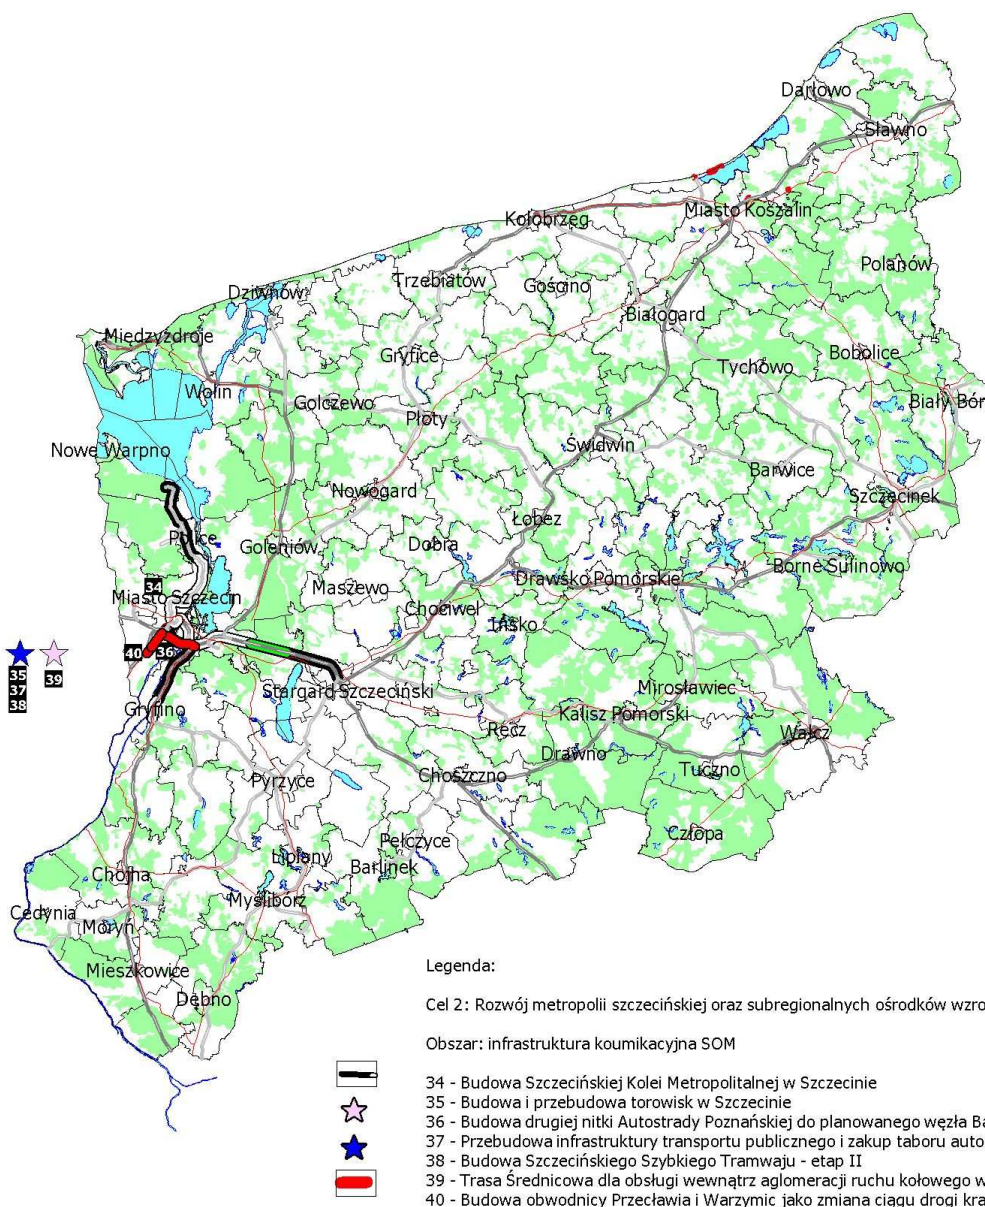 Darłowo
Sławno
Kołobrzeg
Miasto Koszalin
Polanów
Gościno
Trzebiatów
Dziwnów
Białogard
Międzyzdroje
Gryfice
Bobolice
Tychowo
Wolin
Golczewo
Biały Bór
Płoty
Nowe Warpno
Świdwin
Barwice
Nowogard
Szczecinek
Łobez
Police
Goleniów
Dobra
Borne Sulinowo
Drawsko Pomorskie
34
Maszewo
Miasto Szczecin
Chociwel
Ińsko
40
36
35
39
37
38
Stargard Szczeciński
Mirosławiec
Gryfino
Kalisz Pomorski
Recz
Wałcz
Drawno
Tuczno
Choszczno
Pyrzyce
Człopa
Pełczyce
Lipiany
Barlinek
Chojna
Myślibórz
Cedynia
Moryń
Mieszkowice
Dębno
Legenda:
Cel 2: Rozwój metropolii szczecińskiej oraz subregionalnych ośrodków wzro
Obszar: infrastruktura koumikacyjna SOM
34 - Budowa Szczecińskiej Kolei Metropolitalnej w Szczecinie
35 - Budowa i przebudowa torowisk w Szczecinie
36 - Budowa drugiej nitki Autostrady Poznańskiej do planowanego węzła Ba
37 - Przebudowa infrastruktury transportu publicznego i zakup taboru auto
38 - Budowa Szczecińskiego Szybkiego Tramwaju - etap II
39 - Trasa Średnicowa dla obsługi wewnątrz aglomeracji ruchu kołowego w
40 - Budowa obwodnicy Przecławia i Warzymic jako zmiana ciągu drogi kra